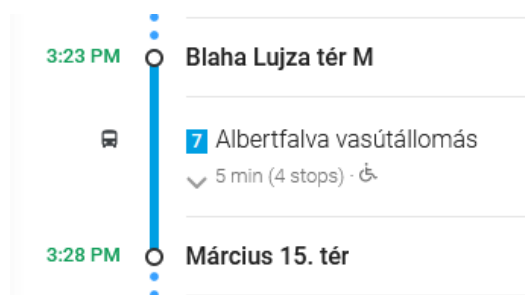 3:23 PM Blaha Lujza tér M
7 Albertfalva vasútállomás
5 min (4 stops) ·
3:28 PM Március 15. tér